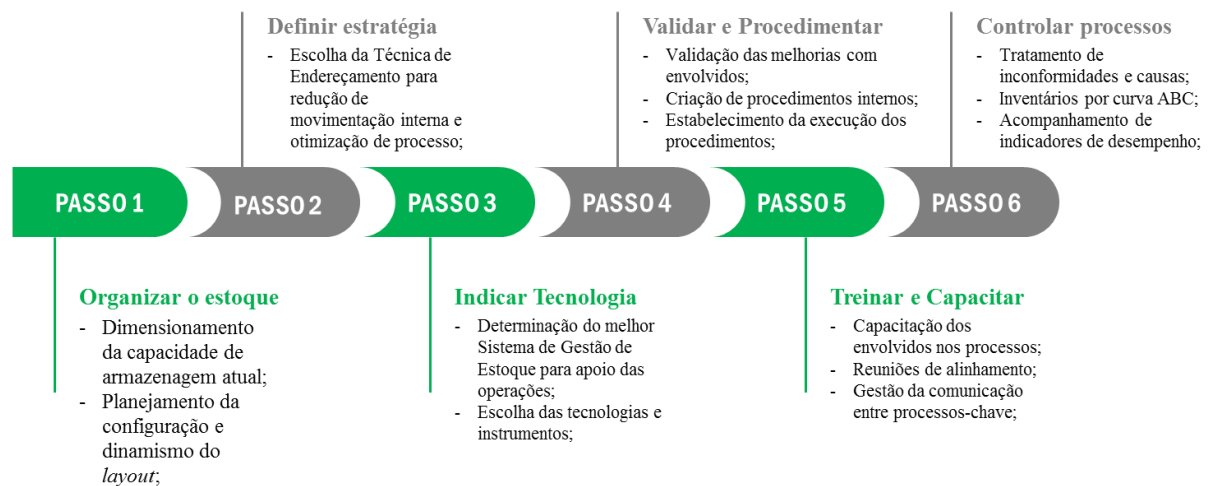 Definir estratégia
- Escolha da Técnica de
Endereçamento para
redução de
movimentação interna e
otimização de processo;
Validar e Procedimentar
- Validação das melhorias com
envolvidos;
- Criação de procedimentos internos;
- Estabelecimento da execução dos
procedimentos;
Controlar processos
- Tratamento de
inconformidades e causas;
- Inventários por curva ABC;
- Acompanhamento de
indicadores de desempenho;
PASSO 1
PASSO 2
PASSO 3
PASSO 4
PASSO 5
PASSO 6
Organizar o estoque
- Dimensionamento
da capacidade de
armazenagem atual;
- Planejamento da
configuração e
dinamismo do
layout;
Indicar Tecnologia
- Determinação do melhor
Sistema de Gestão de
Estoque para apoio das
operações;
- Escolha das tecnologias e
instrumentos;
Treinar e Capacitar
- Capacitação dos
envolvidos nos processos;
- Reuniões de alinhamento;
- Gestão da comunicação
entre processos-chave;